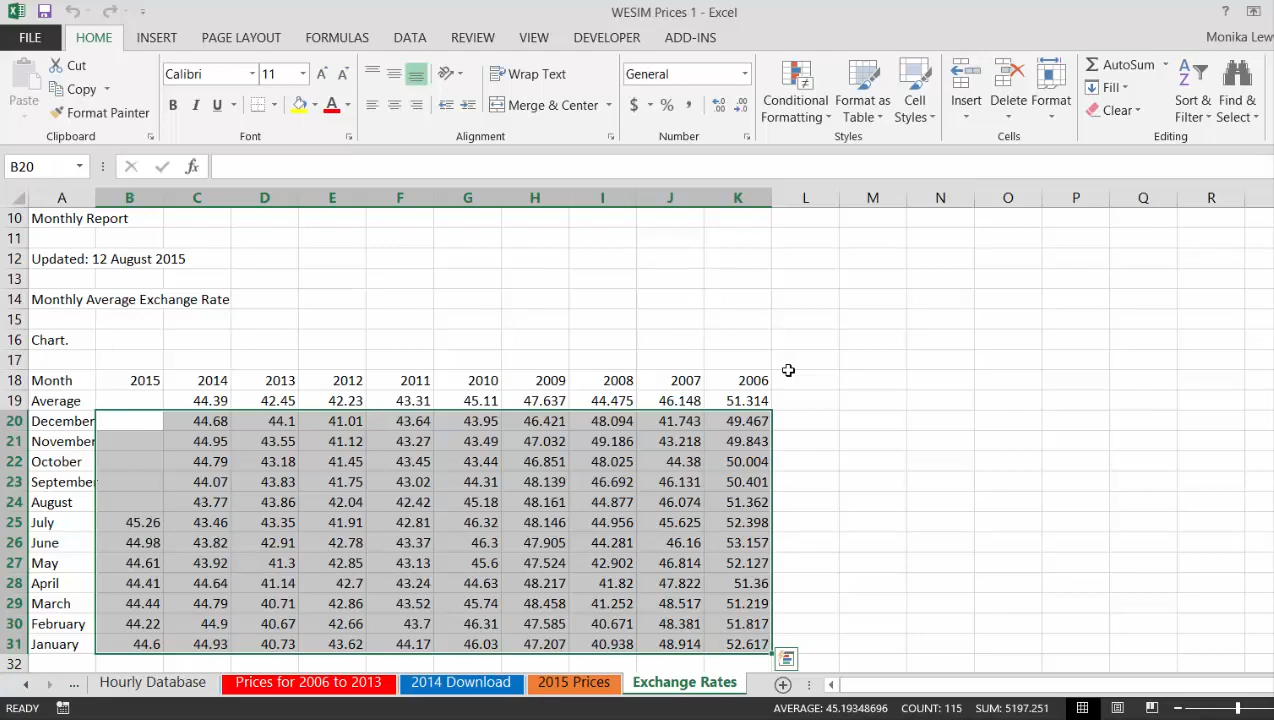 WESIM Prices 1 - Excel
?
FILE HOME INSERT PAGE LAYOUT FORMULAS DATA REVIEW VIEW DEVELOPER ADD-INS Monika Lew
Paste
Cut
Copy
Format Painter
Clipboard
Calibri 11
B I U
Font
Wrap Text
Merge & Center
Alignment
General
$ % ,
Number
Conditional Formatting
Format as Table
Cell Styles
Styles
Insert Delete Format
Cells
AutoSum
Fill
Clear
Sort & Filter
Find & Select
Editing
B20 fx
A B C D E F G H I J K L M N O P Q R
10 Monthly Report
11
12 Updated: 12 August 2015
13
14 Monthly Average Exchange Rate
15
16 Chart.
17
18 Month 2015 2014 2013 2012 2011 2010 2009 2008 2007 2006
19 Average 44.39 42.45 42.23 43.31 45.11 47.637 44.475 46.148 51.314
20 December 44.68 44.1 41.01 43.64 43.95 46.421 48.094 41.743 49.467
21 November 44.95 43.55 41.12 43.27 43.49 47.032 49.186 43.218 49.843
22 October 44.79 43.18 41.45 43.45 43.44 46.851 48.025 44.38 50.004
23 September 44.07 43.83 41.75 43.02 44.31 48.139 46.692 46.131 50.401
24 August 43.77 43.86 42.04 42.42 45.18 48.161 44.877 46.074 51.362
25 July 45.26 43.46 43.35 41.91 42.81 46.32 48.146 44.956 45.625 52.398
26 June 44.98 43.82 42.91 42.78 43.37 46.3 47.905 44.281 46.16 53.157
27 May 44.61 43.92 41.3 42.85 43.13 45.6 47.524 42.902 46.814 52.127
28 April 44.41 44.64 41.14 42.7 43.24 44.63 48.217 41.82 47.822 51.36
29 March 44.44 44.79 40.71 42.86 43.52 45.74 48.458 41.252 48.517 51.219
30 February 44.22 44.9 40.67 42.66 43.7 46.31 47.585 40.671 48.381 51.817
31 January 44.6 44.93 40.73 43.62 44.17 46.03 47.207 40.938 48.914 52.617
32
... Hourly Database Prices for 2006 to 2013 2014 Download 2015 Prices Exchange Rates
READY AVERAGE: 45.19348696 COUNT: 115 SUM: 5197.251